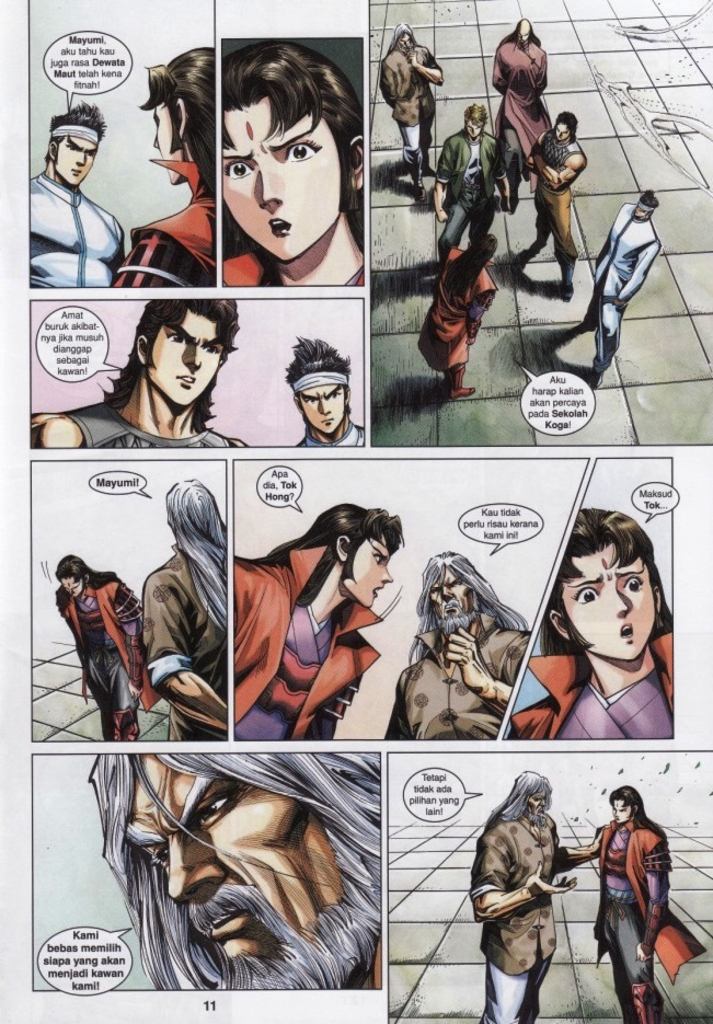 Mayumi,
aku tahu kau
juga rasa Dewata
Maut telah kena
fitnah!
Aku
harap kalian
akan percaya
pada Sekolah
Koga!
Amat
buruk akibat-
nya jika musuh
dianggap
sebagai
kawan!
Mayumi!
Apa
dia, Tok
Hong?
Kau tidak
perlu risau kerana
kami ini!
Maksud
Tok...
Kami
bebas memilih
siapa yang akan
menjadi kawan
kami!
Tetapi
tidak ada
pilihan yang
lain!
11